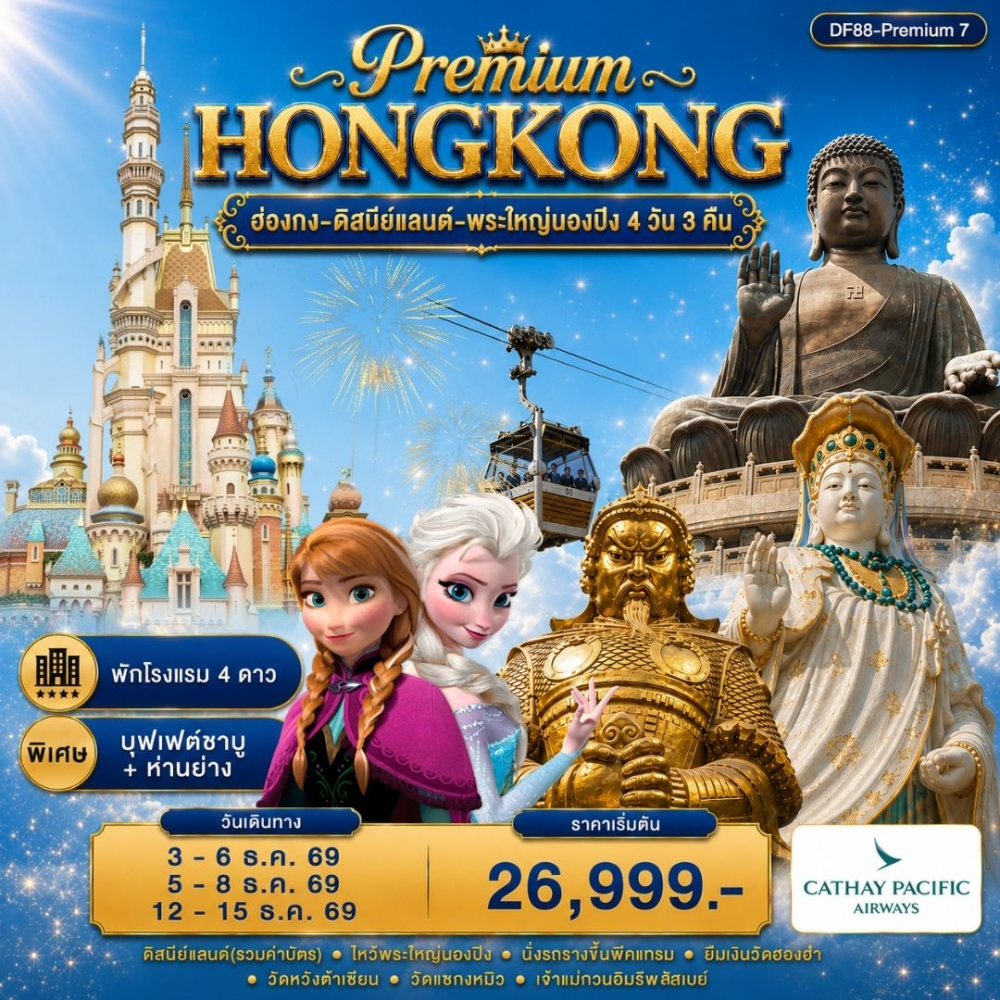 DF88-Premium 7
Premium
HONGKONG
ฮ่องกง-ดิสนีย์แลนด์-พระใหญ่นองปิง 4 วัน 3 คืน
พักโรงแรม 4 ดาว
พิเศษ
บุฟเฟต์ชาบู
+ ห่านย่าง
วันเดินทาง
3 - 6 ธ.ค. 69
5 - 8 ธ.ค. 69
12 - 15 ธ.ค. 69
ราคาเริ่มต้น
26,999.-
CATHAY PACIFIC
AIRWAYS
ดิสนีย์แลนด์(รวมค่าบัตร) • ไหว้พระใหญ่นองปิง • นั่งรถรางขึ้นพีคแทรม • ยืมเงินวัดฮองฮำ
• วัดหวังต้าเซียน • วัดแชกงหมิว • เจ้าแม่กวนอิมรีพลัสเบย์